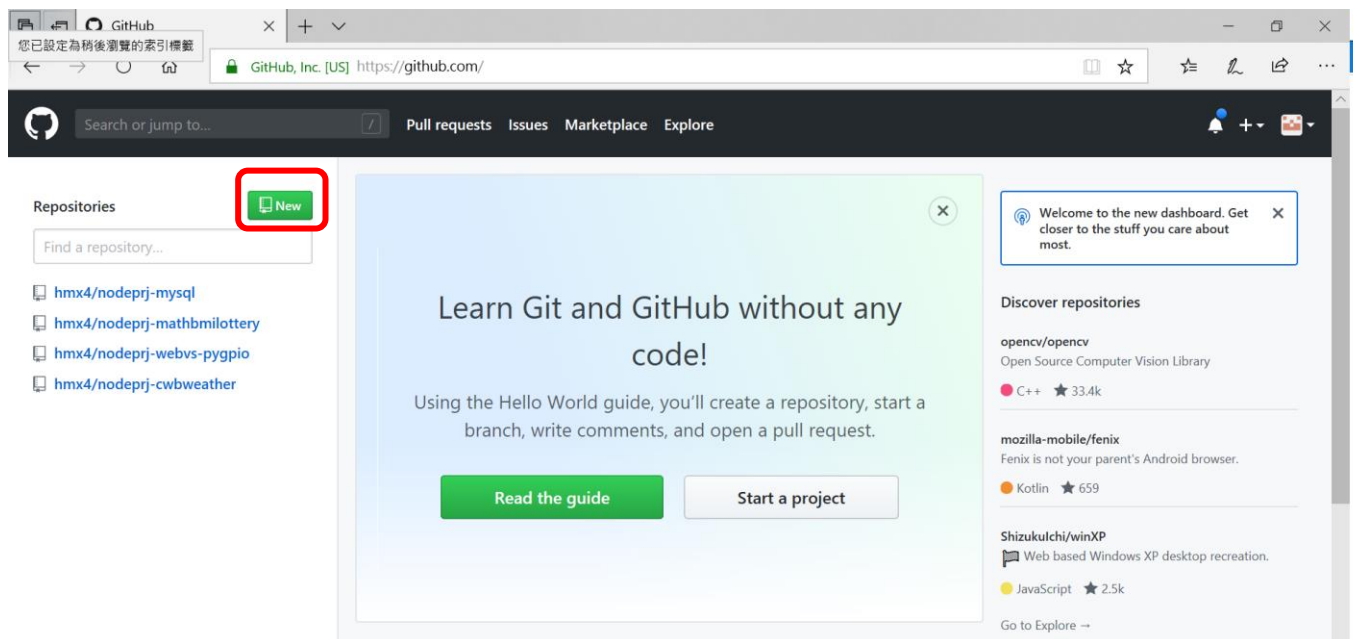 GitHub
您已設定為稍後瀏覽的索引標籤
GitHub, Inc. [US] https://github.com/
Search or jump to...
/
Pull requests Issues Marketplace Explore
Repositories
New
Find a repository...
hmx4/nodeprj-mysql
hmx4/nodeprj-mathbmilottery
hmx4/nodeprj-webvs-pygpio
hmx4/nodeprj-cwbweather
Learn Git and GitHub without any
code!
Using the Hello World guide, you'll create a repository, start a
branch, write comments, and open a pull request.
Read the guide
Start a project
Welcome to the new dashboard. Get
closer to the stuff you care about
most.
Discover repositories
opencv/opencv
Open Source Computer Vision Library
C++ 33.4k
mozilla-mobile/fenix
Fenix is not your parent's Android browser.
Kotlin 659
ShizukuIchi/winXP
Web based Windows XP desktop recreation.
JavaScript 2.5k
Go to Explore →